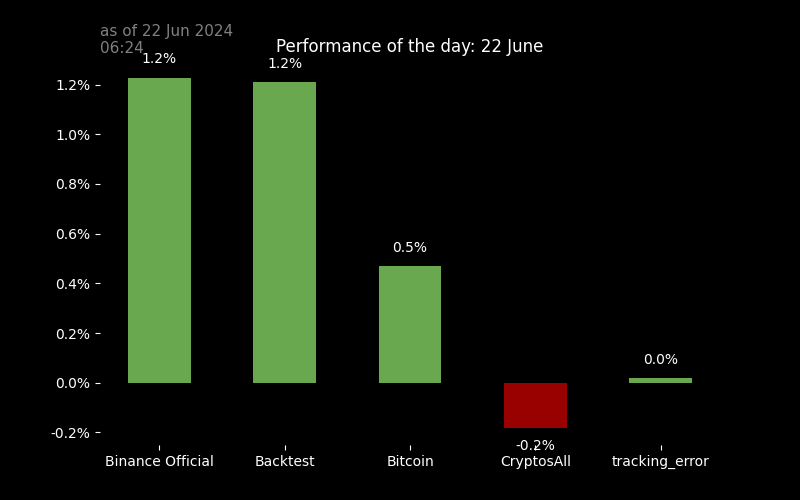 as of 22 Jun 2024
06:24
Performance of the day: 22 June
1.2%
1.2%
0.5%
-0.2%
0.0%
1.2%
1.0%
0.8%
0.6%
0.4%
0.2%
0.0%
-0.2%
Binance Official
Backtest
Bitcoin
CryptosAll
tracking_error